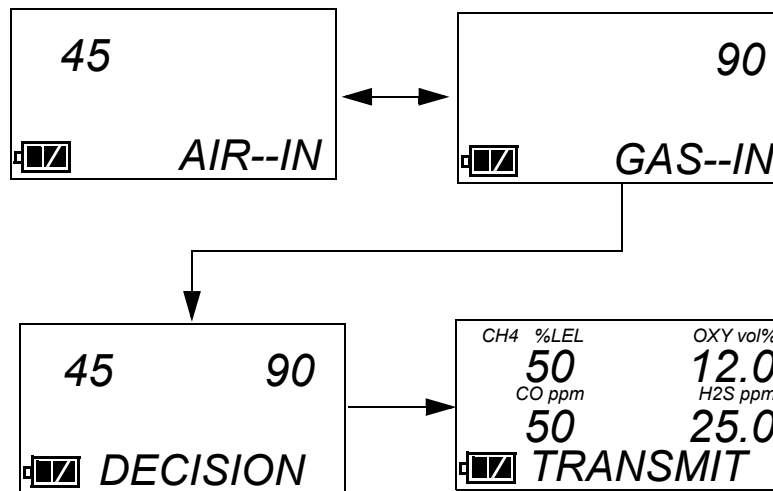 45
AIR--IN
90
GAS--IN
45 90
DECISION
CH4 %LEL OXY vol%
50 12.0
CO ppm H2S ppm
50 25.0
TRANSMIT